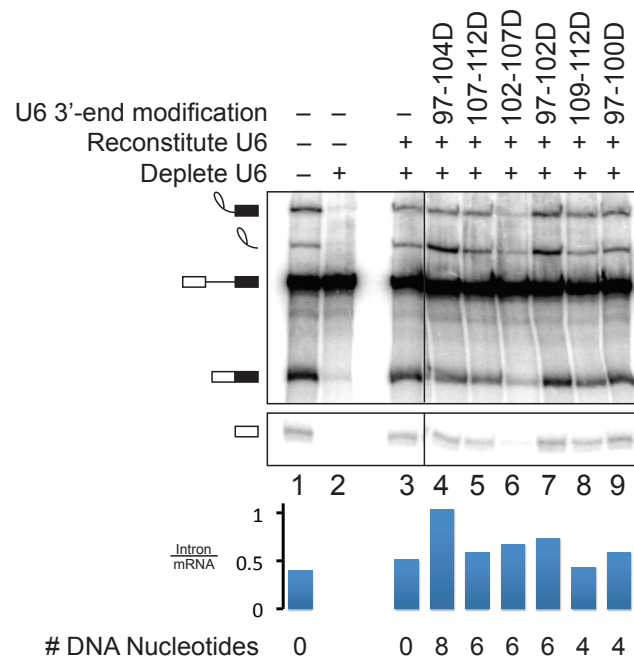 97-104D 107-112D 102-107D 97-102D 109-112D 97-100D
U6 3'-end modification – – –
Reconstitute U6 + + + + + + +
Deplete U6 – + + + + + + + +
1 2 3 4 5 6 7 8 9
1
Intron
mRNA
0.5
0
# DNA Nucleotides 0 0 8 6 6 6 4 4